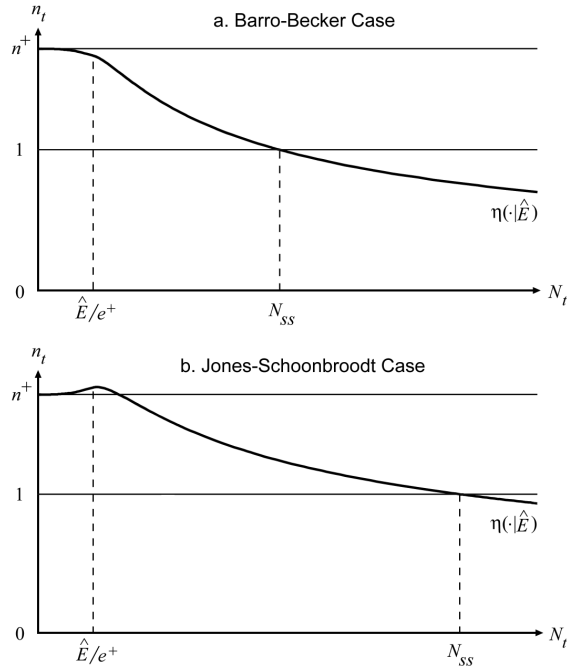 a. Barro-Becker Case
n_t
n⁺
1
η(·|Ê)
0
Ê/e⁺
N_ss
N_t
b. Jones-Schoonbroodt Case
n_t
n⁺
1
η(·|Ê)
0
Ê/e⁺
N_ss
N_t